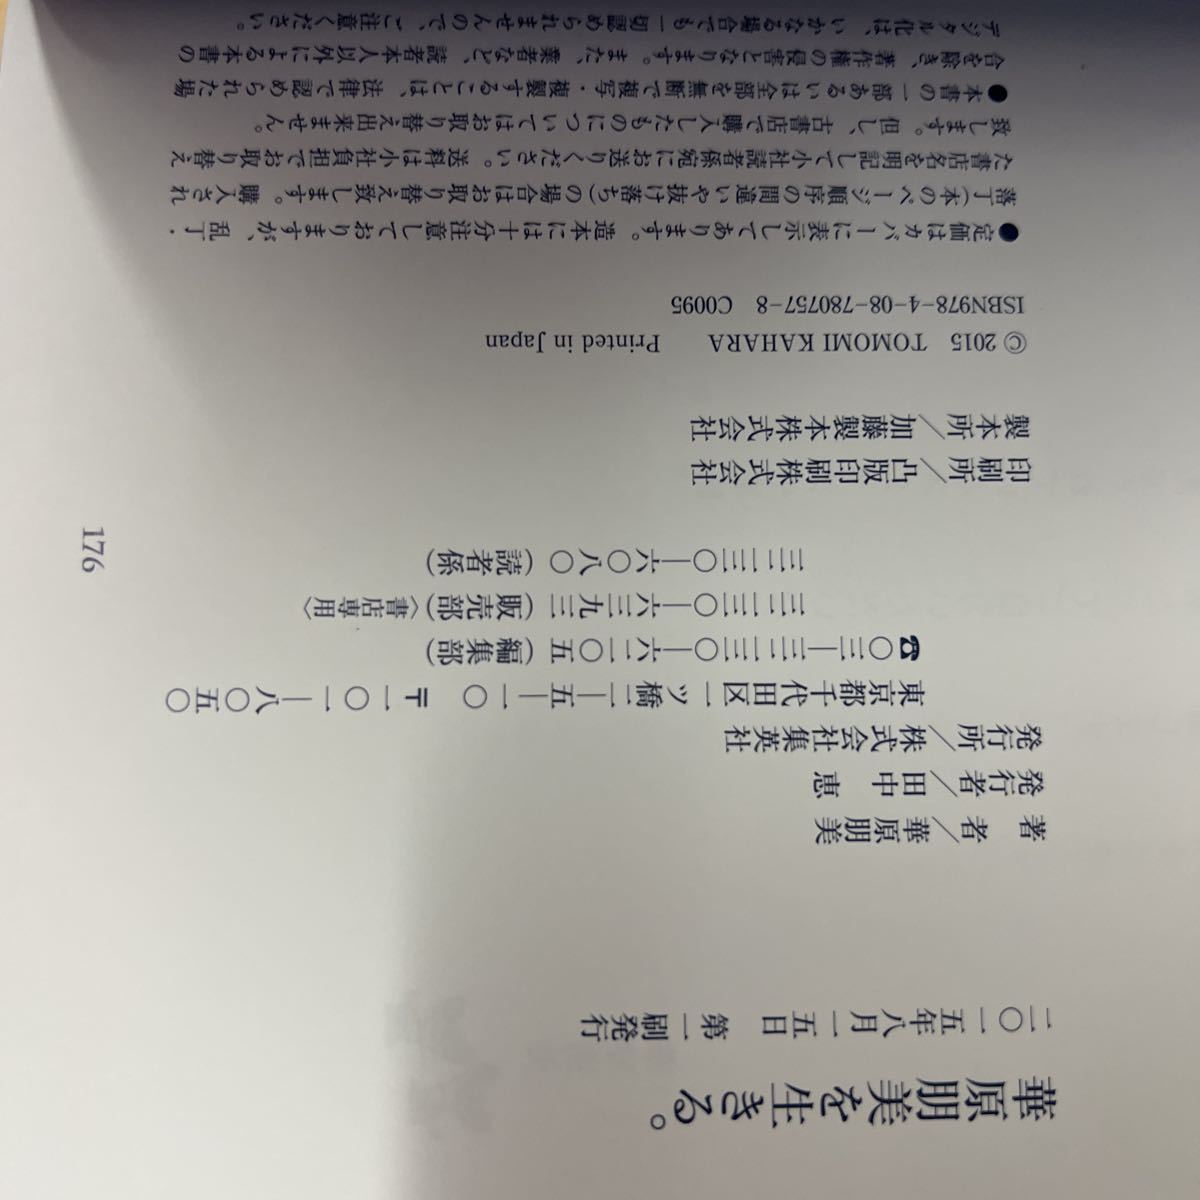 華原朋美を生きる。
二〇一五年八月一五日　第一刷発行
著　者／華原朋美
発行者／田中　恵
発行所／株式会社集英社
東京都千代田区一ツ橋二―五―一〇　〒一〇一―八〇五〇
☎〇三―三二三〇―六一〇五（編集部）
三二三〇―六三九三（販売部）〈書店専用〉
三二三〇―六〇八〇（読者係）
印刷所／凸版印刷株式会社
製本所／加藤製本株式会社
© 2015　TOMOMI KAHARA　Printed in Japan
ISBN978-4-08-780757-8　C0095
●定価はカバーに表示してあります。造本には十分注意しておりますが、乱丁・
落丁（本のページ順序の間違いや抜け落ち）の場合はお取り替え致します。購入され
た書店名を明記して小社読者係宛にお送りください。送料は小社負担でお取り替え
致します。但し、古書店で購入したものについてはお取り替え出来ません。
●本書の一部あるいは全部を無断で複写・複製することは、法律で認められた場
合を除き、著作権の侵害となります。また、業者など、読者本人以外による本書の
デジタル化は、いかなる場合でも一切認められませんので、ご注意ください。
176